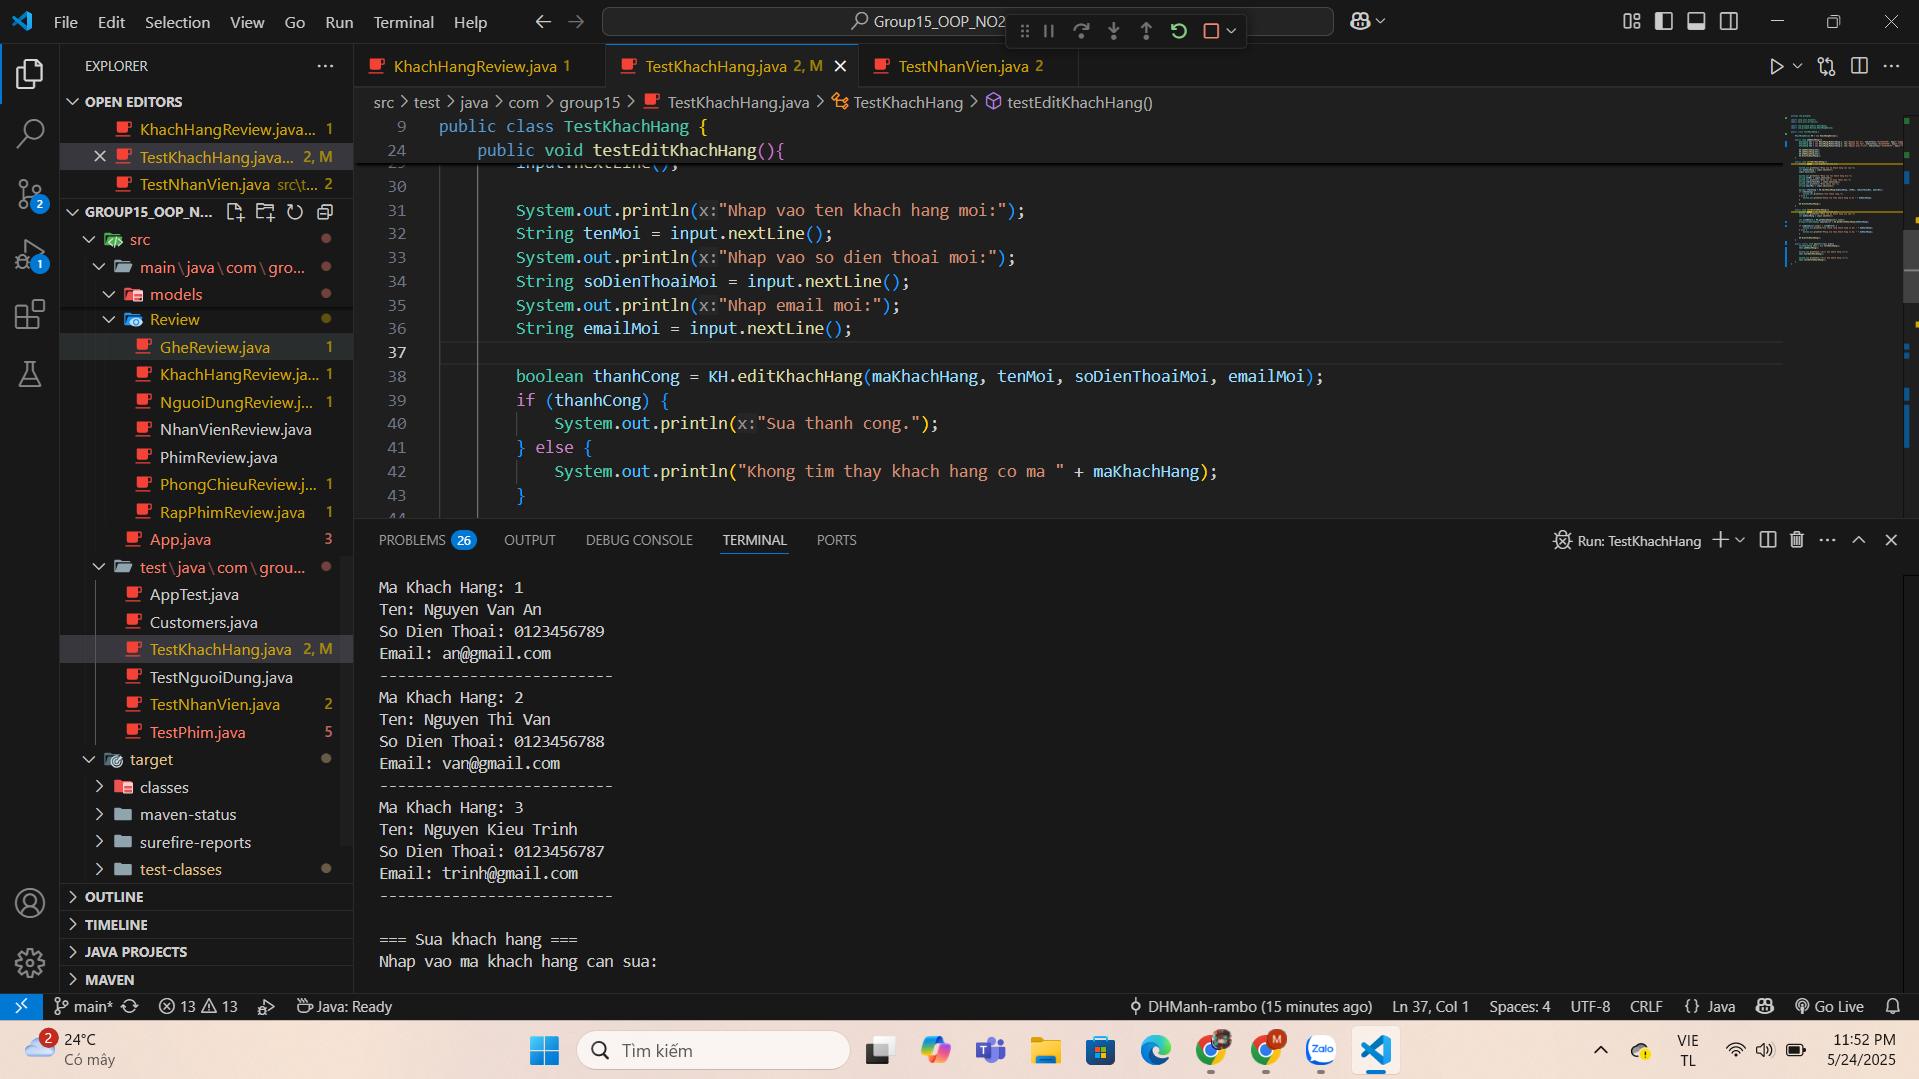 File Edit Selection View Go Run Terminal Help
Group15_OOP_NO2
EXPLORER
OPEN EDITORS
KhachHangReview.java... 1
TestKhachHang.java... 2, M
TestNhanVien.java src\t... 2
GROUP15_OOP_N...
src
main\java\com\gro...
models
Review
GheReview.java 1
KhachHangReview.ja... 1
NguoiDungReview.j... 1
NhanVienReview.java
PhimReview.java
PhongChieuReview.j... 1
RapPhimReview.java 1
App.java 3
test\java\com\grou...
AppTest.java
Customers.java
TestKhachHang.java 2, M
TestNguoiDung.java
TestNhanVien.java 2
TestPhim.java 5
target
classes
maven-status
surefire-reports
test-classes
OUTLINE
TIMELINE
JAVA PROJECTS
MAVEN
2
1
KhachHangReview.java 1
TestKhachHang.java 2, M
TestNhanVien.java 2
src > test > java > com > group15 > TestKhachHang.java > TestKhachHang > testEditKhachHang()
9 public class TestKhachHang {
24 public void testEditKhachHang(){
input.nextLine();
30
31 System.out.println(x:"Nhap vao ten khach hang moi:");
32 String tenMoi = input.nextLine();
33 System.out.println(x:"Nhap vao so dien thoai moi:");
34 String soDienThoaiMoi = input.nextLine();
35 System.out.println(x:"Nhap email moi:");
36 String emailMoi = input.nextLine();
37
38 boolean thanhCong = KH.editKhachHang(maKhachHang, tenMoi, soDienThoaiMoi, emailMoi);
39 if (thanhCong) {
40 System.out.println(x:"Sua thanh cong.");
41 } else {
42 System.out.println("Khong tim thay khach hang co ma " + maKhachHang);
43 }
44
PROBLEMS 26 OUTPUT DEBUG CONSOLE TERMINAL PORTS
Run: TestKhachHang
Ma Khach Hang: 1
Ten: Nguyen Van An
So Dien Thoai: 0123456789
Email: an@gmail.com
--------------------------
Ma Khach Hang: 2
Ten: Nguyen Thi Van
So Dien Thoai: 0123456788
Email: van@gmail.com
--------------------------
Ma Khach Hang: 3
Ten: Nguyen Kieu Trinh
So Dien Thoai: 0123456787
Email: trinh@gmail.com
--------------------------
=== Sua khach hang ===
Nhap vao ma khach hang can sua:
main* 13 13 Java: Ready
DHManh-rambo (15 minutes ago) Ln 37, Col 1 Spaces: 4 UTF-8 CRLF {} Java Go Live
2
24°C
Có mây
Tìm kiếm
M
Zalo
VIE
TL
11:52 PM
5/24/2025